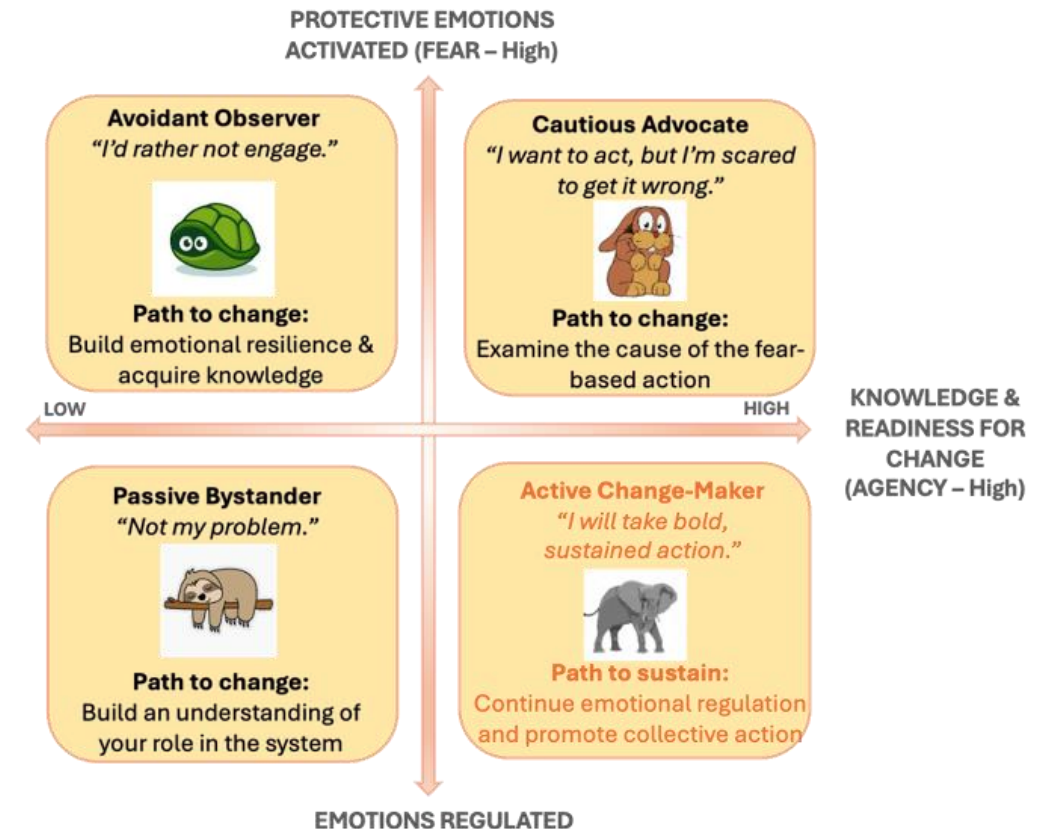 PROTECTIVE EMOTIONS
ACTIVATED (FEAR – High)
Avoidant Observer
“I’d rather not engage.”
Path to change:
Build emotional resilience &
acquire knowledge
Cautious Advocate
“I want to act, but I’m scared
to get it wrong.”
Path to change:
Examine the cause of the fear-
based action
LOW
HIGH
KNOWLEDGE &
READINESS FOR
CHANGE
(AGENCY – High)
Passive Bystander
“Not my problem.”
Path to change:
Build an understanding of
your role in the system
Active Change-Maker
“I will take bold,
sustained action.”
Path to sustain:
Continue emotional regulation
and promote collective action
EMOTIONS REGULATED